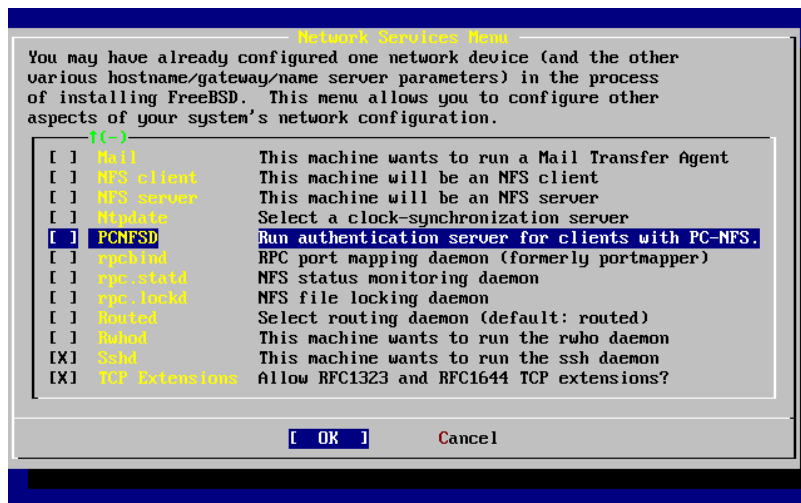 Network Services Menu
You may have already configured one network device (and the other
various hostname/gateway/name server parameters) in the process
of installing FreeBSD.  This menu allows you to configure other
aspects of your system's network configuration.
↑(-)
[ ] Mail This machine wants to run a Mail Transfer Agent
[ ] NFS client This machine will be an NFS client
[ ] NFS server This machine will be an NFS server
[ ] Ntpdate Select a clock-synchronization server
[ ] PCNFSD Run authentication server for clients with PC-NFS.
[ ] rpcbind RPC port mapping daemon (formerly portmapper)
[ ] rpc.statd NFS status monitoring daemon
[ ] rpc.lockd NFS file locking daemon
[ ] Routed Select routing daemon (default: routed)
[ ] Rwhod This machine wants to run the rwho daemon
[X] Sshd This machine wants to run the ssh daemon
[X] TCP Extensions Allow RFC1323 and RFC1644 TCP extensions?
[ OK ] Cancel